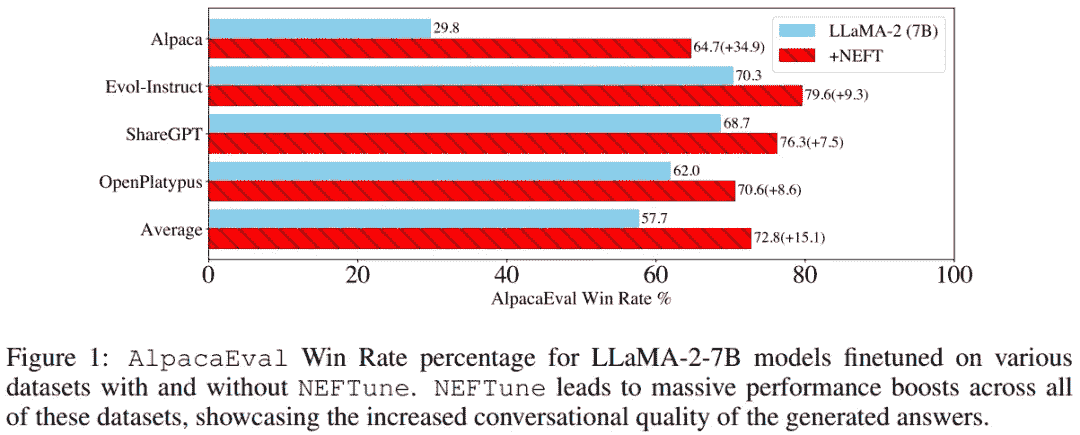 Alpaca
29.8
64.7(+34.9)
LLaMA-2 (7B)
+NEFT
Evol-Instruct
70.3
79.6(+9.3)
ShareGPT
68.7
76.3(+7.5)
OpenPlatypus
62.0
70.6(+8.6)
Average
57.7
72.8(+15.1)
0 20 40 60 80 100
AlpacaEval Win Rate %
Figure 1: AlpacaEval Win Rate percentage for LLaMA-2-7B models finetuned on various
datasets with and without NEFTune. NEFTune leads to massive performance boosts across all
of these datasets, showcasing the increased conversational quality of the generated answers.